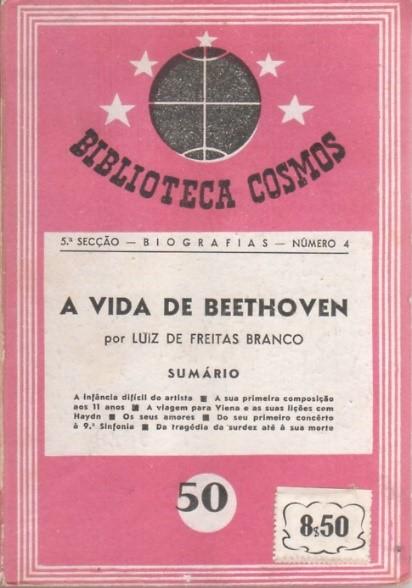 BIBLIOTECA COSMOS
5.ª SECÇÃO — BIOGRAFIAS — NÚMERO 4
A VIDA DE BEETHOVEN
por LUIZ DE FREITAS BRANCO
SUMÁRIO
A infância difícil do artista ■ A sua primeira composição
aos 11 anos ■ A viagem para Viena e as suas lições com
Haydn ■ Os seus amores ■ Do seu primeiro concêrto
à 9.ª Sinfonia ■ Da tragédia da surdez até à sua morte
50
8$50